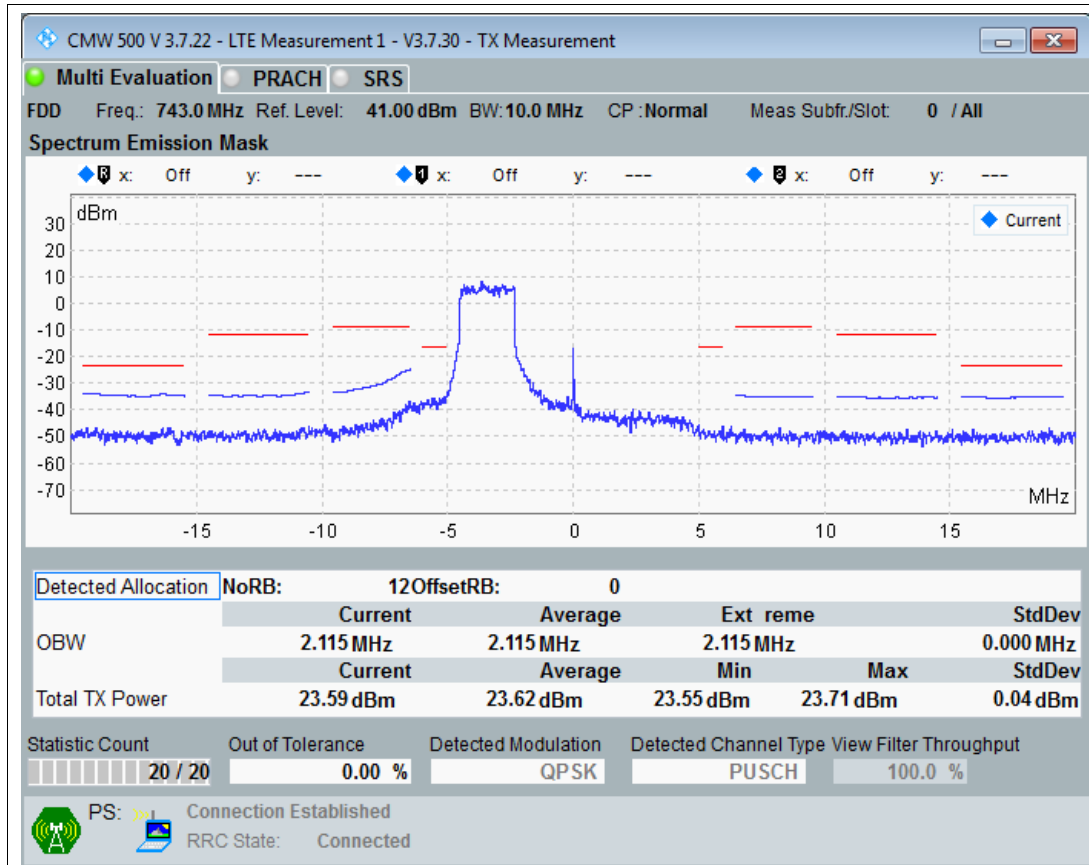 CMW 500 V 3.7.22 - LTE Measurement 1 - V3.7.30 - TX Measurement
Multi Evaluation PRACH SRS
FDD Freq.: 743.0 MHz Ref. Level: 41.00 dBm BW: 10.0 MHz CP : Normal Meas Subfr./Slot: 0 / All
Spectrum Emission Mask
R x: Off y: --- 1 x: Off y: --- 2 x: Off y: ---
dBm
Current
30
20
10
0
-10
-20
-30
-40
-50
-60
-70
MHz
-15 -10 -5 0 5 10 15
Detected Allocation NoRB: 12 OffsetRB: 0
Current Average Ext reme StdDev
OBW 2.115 MHz 2.115 MHz 2.115 MHz 0.000 MHz
Current Average Min Max StdDev
Total TX Power 23.59 dBm 23.62 dBm 23.55 dBm 23.71 dBm 0.04 dBm
Statistic Count Out of Tolerance Detected Modulation Detected Channel Type View Filter Throughput
20 / 20 0.00 % QPSK PUSCH 100.0 %
PS: Connection Established
RRC State: Connected